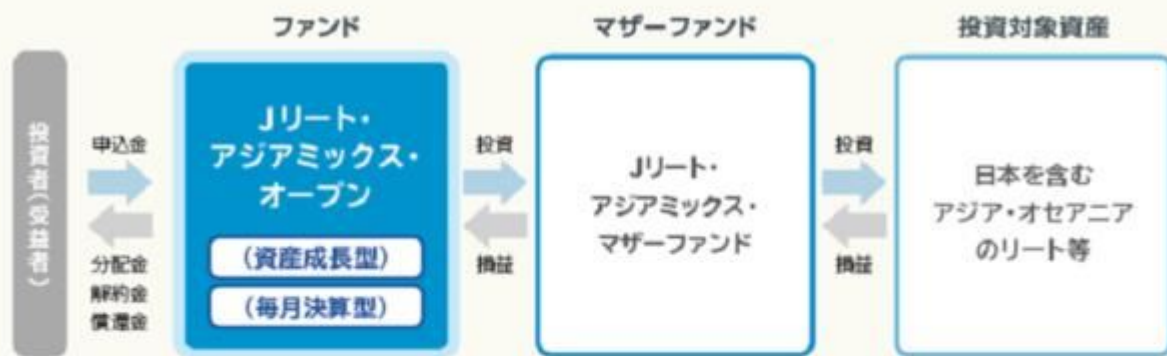 ファンド
マザーファンド
投資対象資産
投資者(受益者)
申込金
分配金
解約金
償還金
Jリート・
アジアミックス・
オープン
(資産成長型)
(毎月決算型)
投資
損益
Jリート・
アジアミックス・
マザーファンド
投資
損益
日本を含む
アジア・オセアニア
のリート等